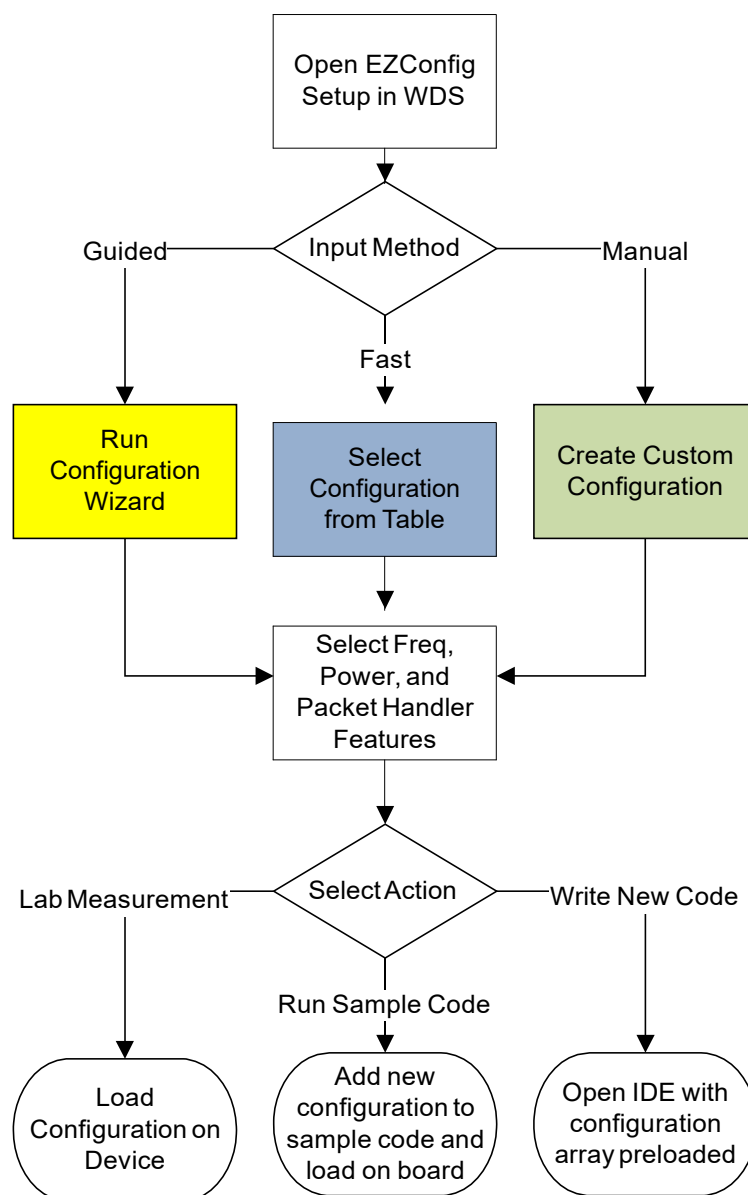 Open EZConfig
Setup in WDS
Guided
Input Method
Manual
Fast
Run
Configuration
Wizard
Select
Configuration
from Table
Create Custom
Configuration
Select Freq,
Power, and
Packet Handler
Features
Lab Measurement
Select Action
Write New Code
Run Sample Code
Load
Configuration on
Device
Add new
configuration to
sample code and
load on board
Open IDE with
configuration
array preloaded